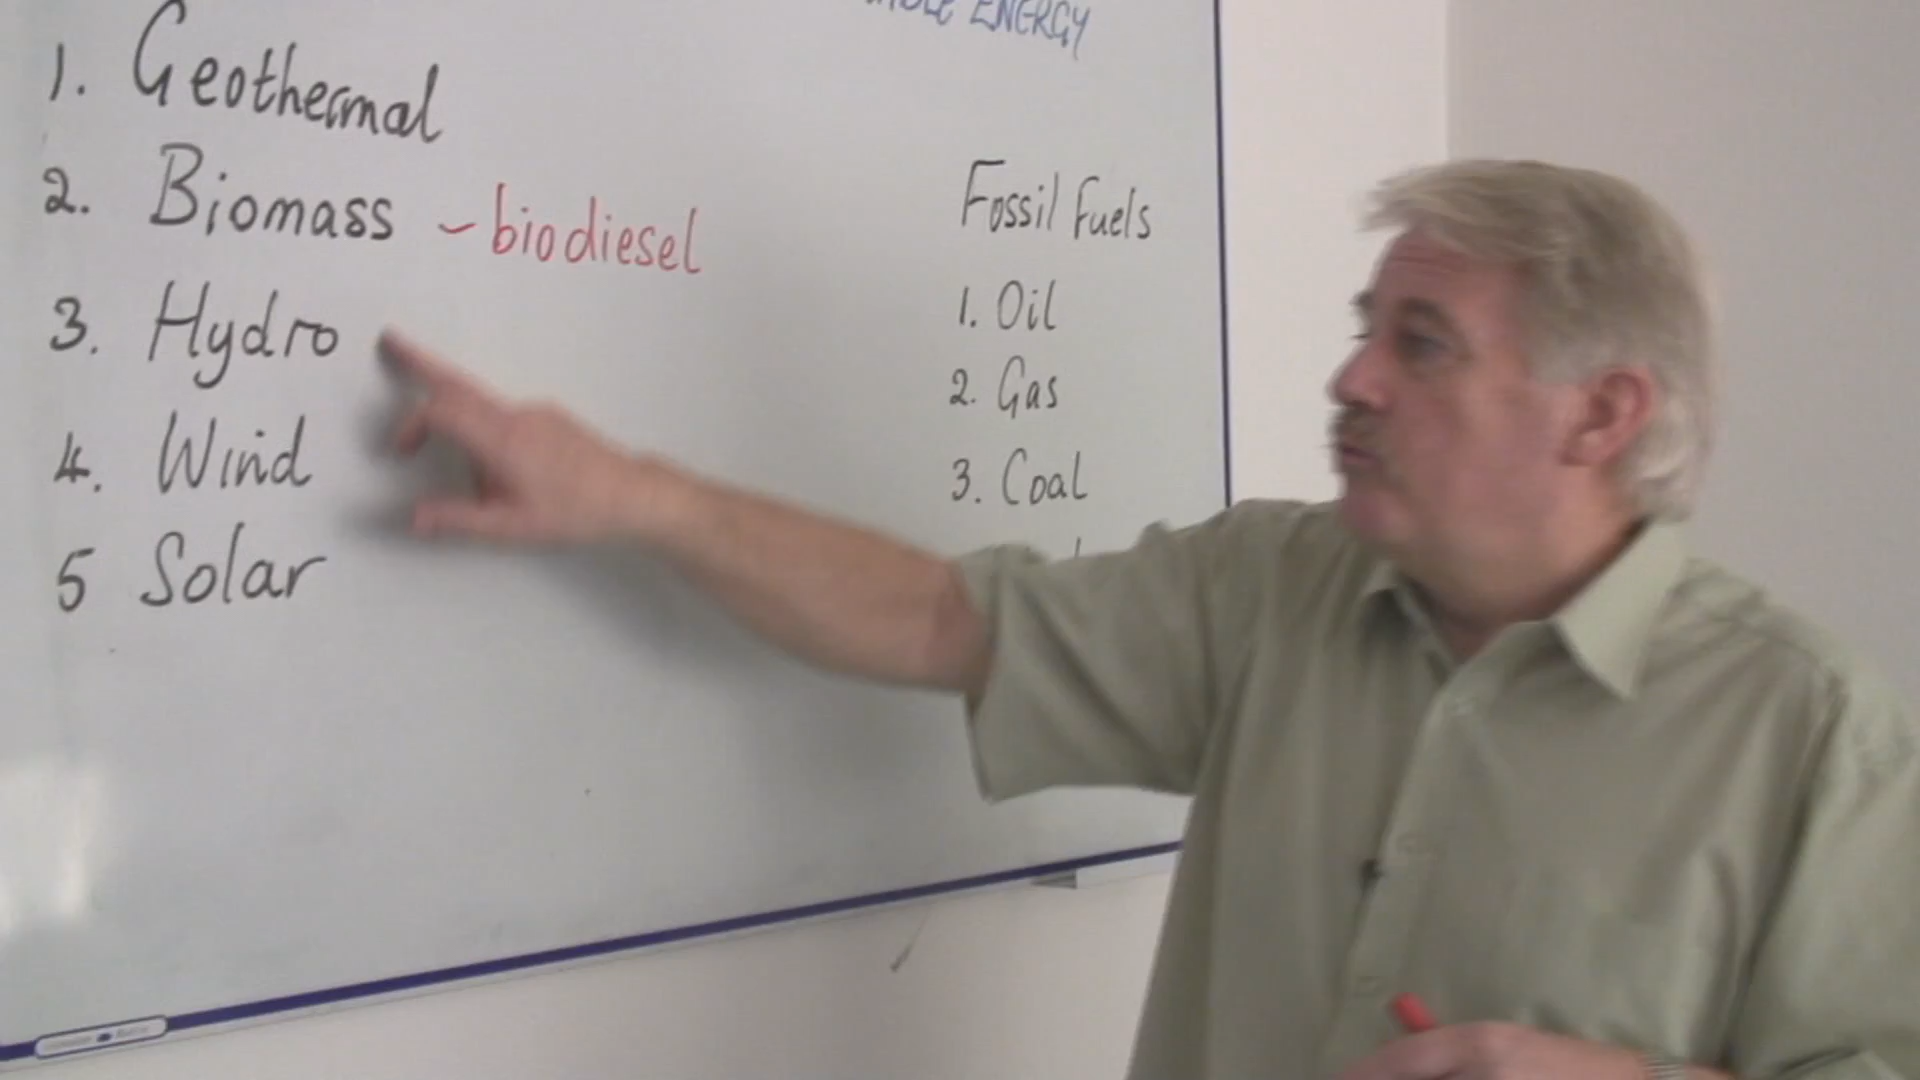 ENERGY
1. Geothermal
2. Biomass - biodiesel
3. Hydro
4. Wind
5 Solar
Fossil Fuels
1. Oil
2. Gas
3. Coal